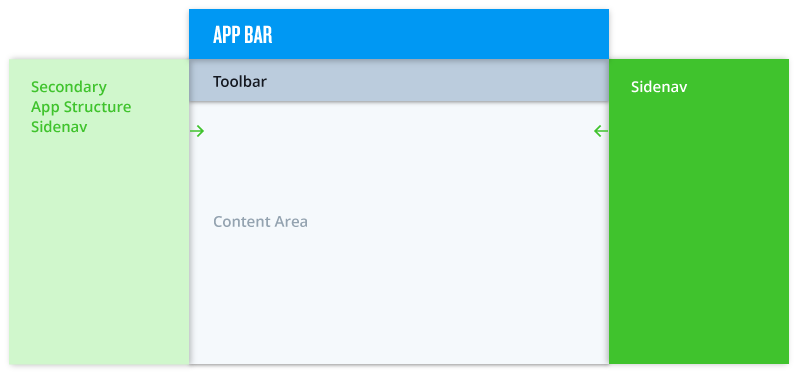 APP BAR
Toolbar
Secondary
App Structure
Sidenav
Sidenav
Content Area